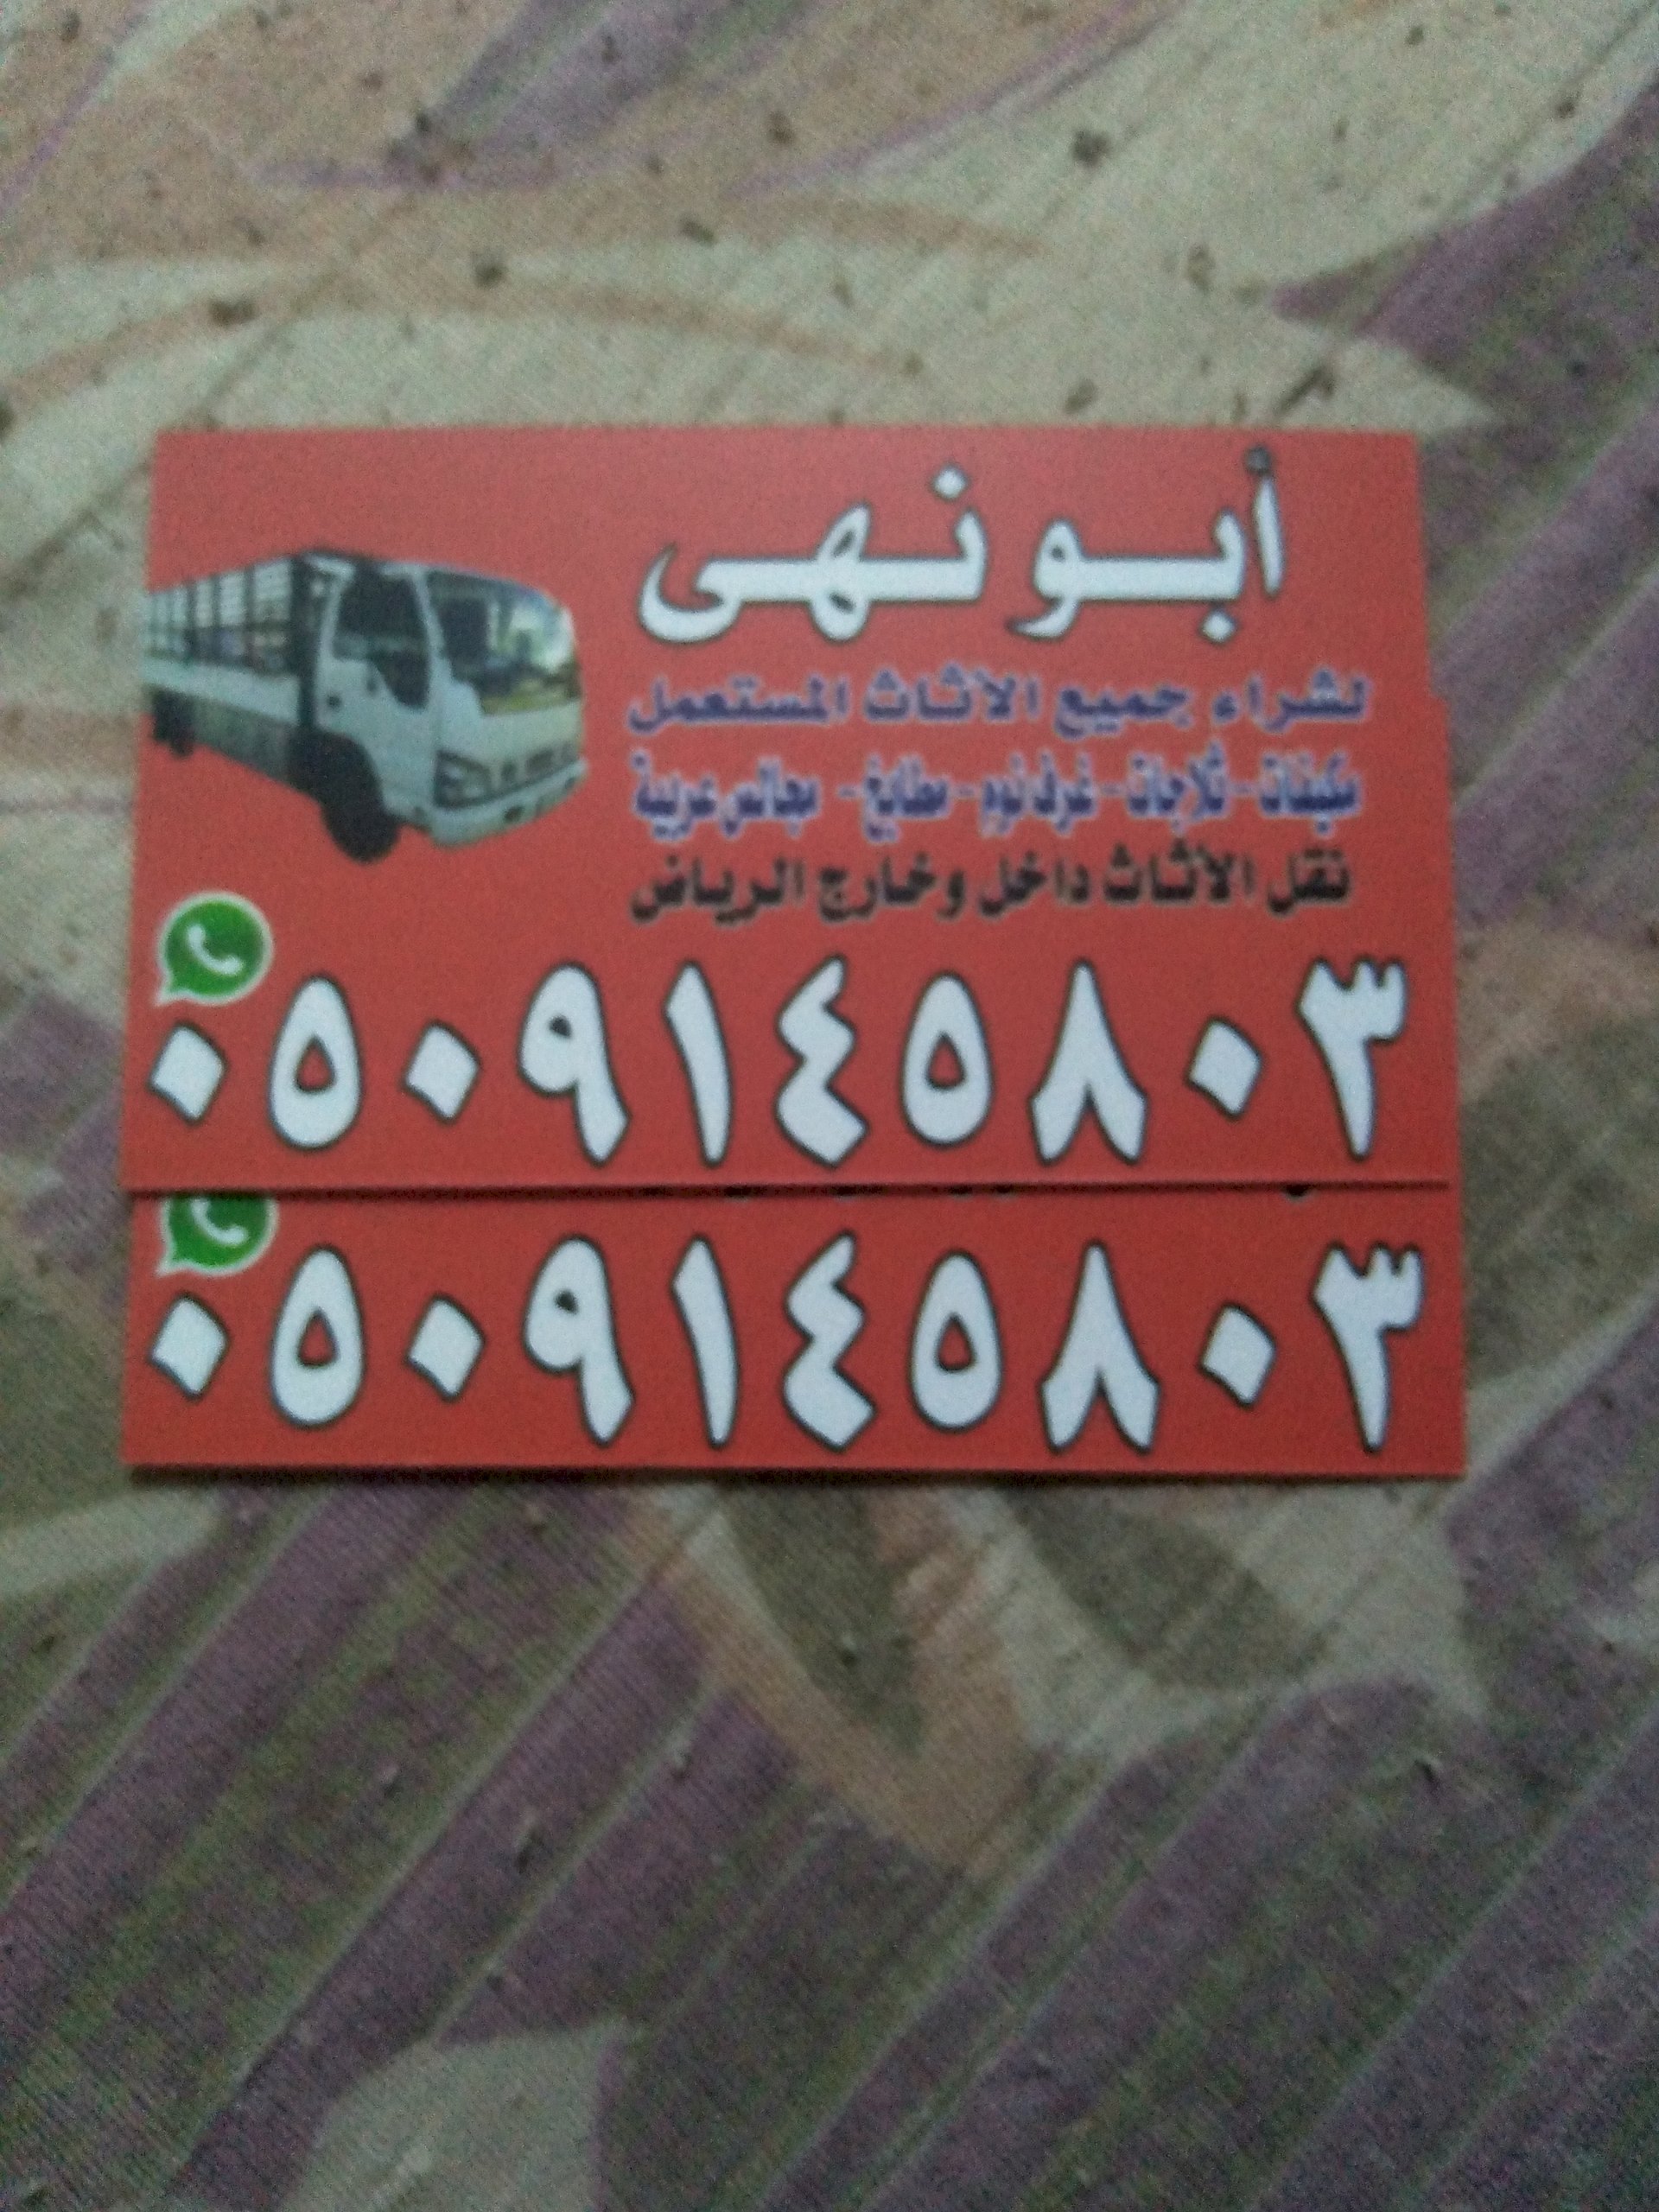 أبو نهى
لشراء جميع الاثاث المستعمل
مكيفات - ثلاجات - غرف نوم - مطابخ - مجالس عربية
نقل الأثاث داخل وخارج الرياض
٠٥٠٩١٤٥٨٠٣
٠٥٠٩١٤٥٨٠٣